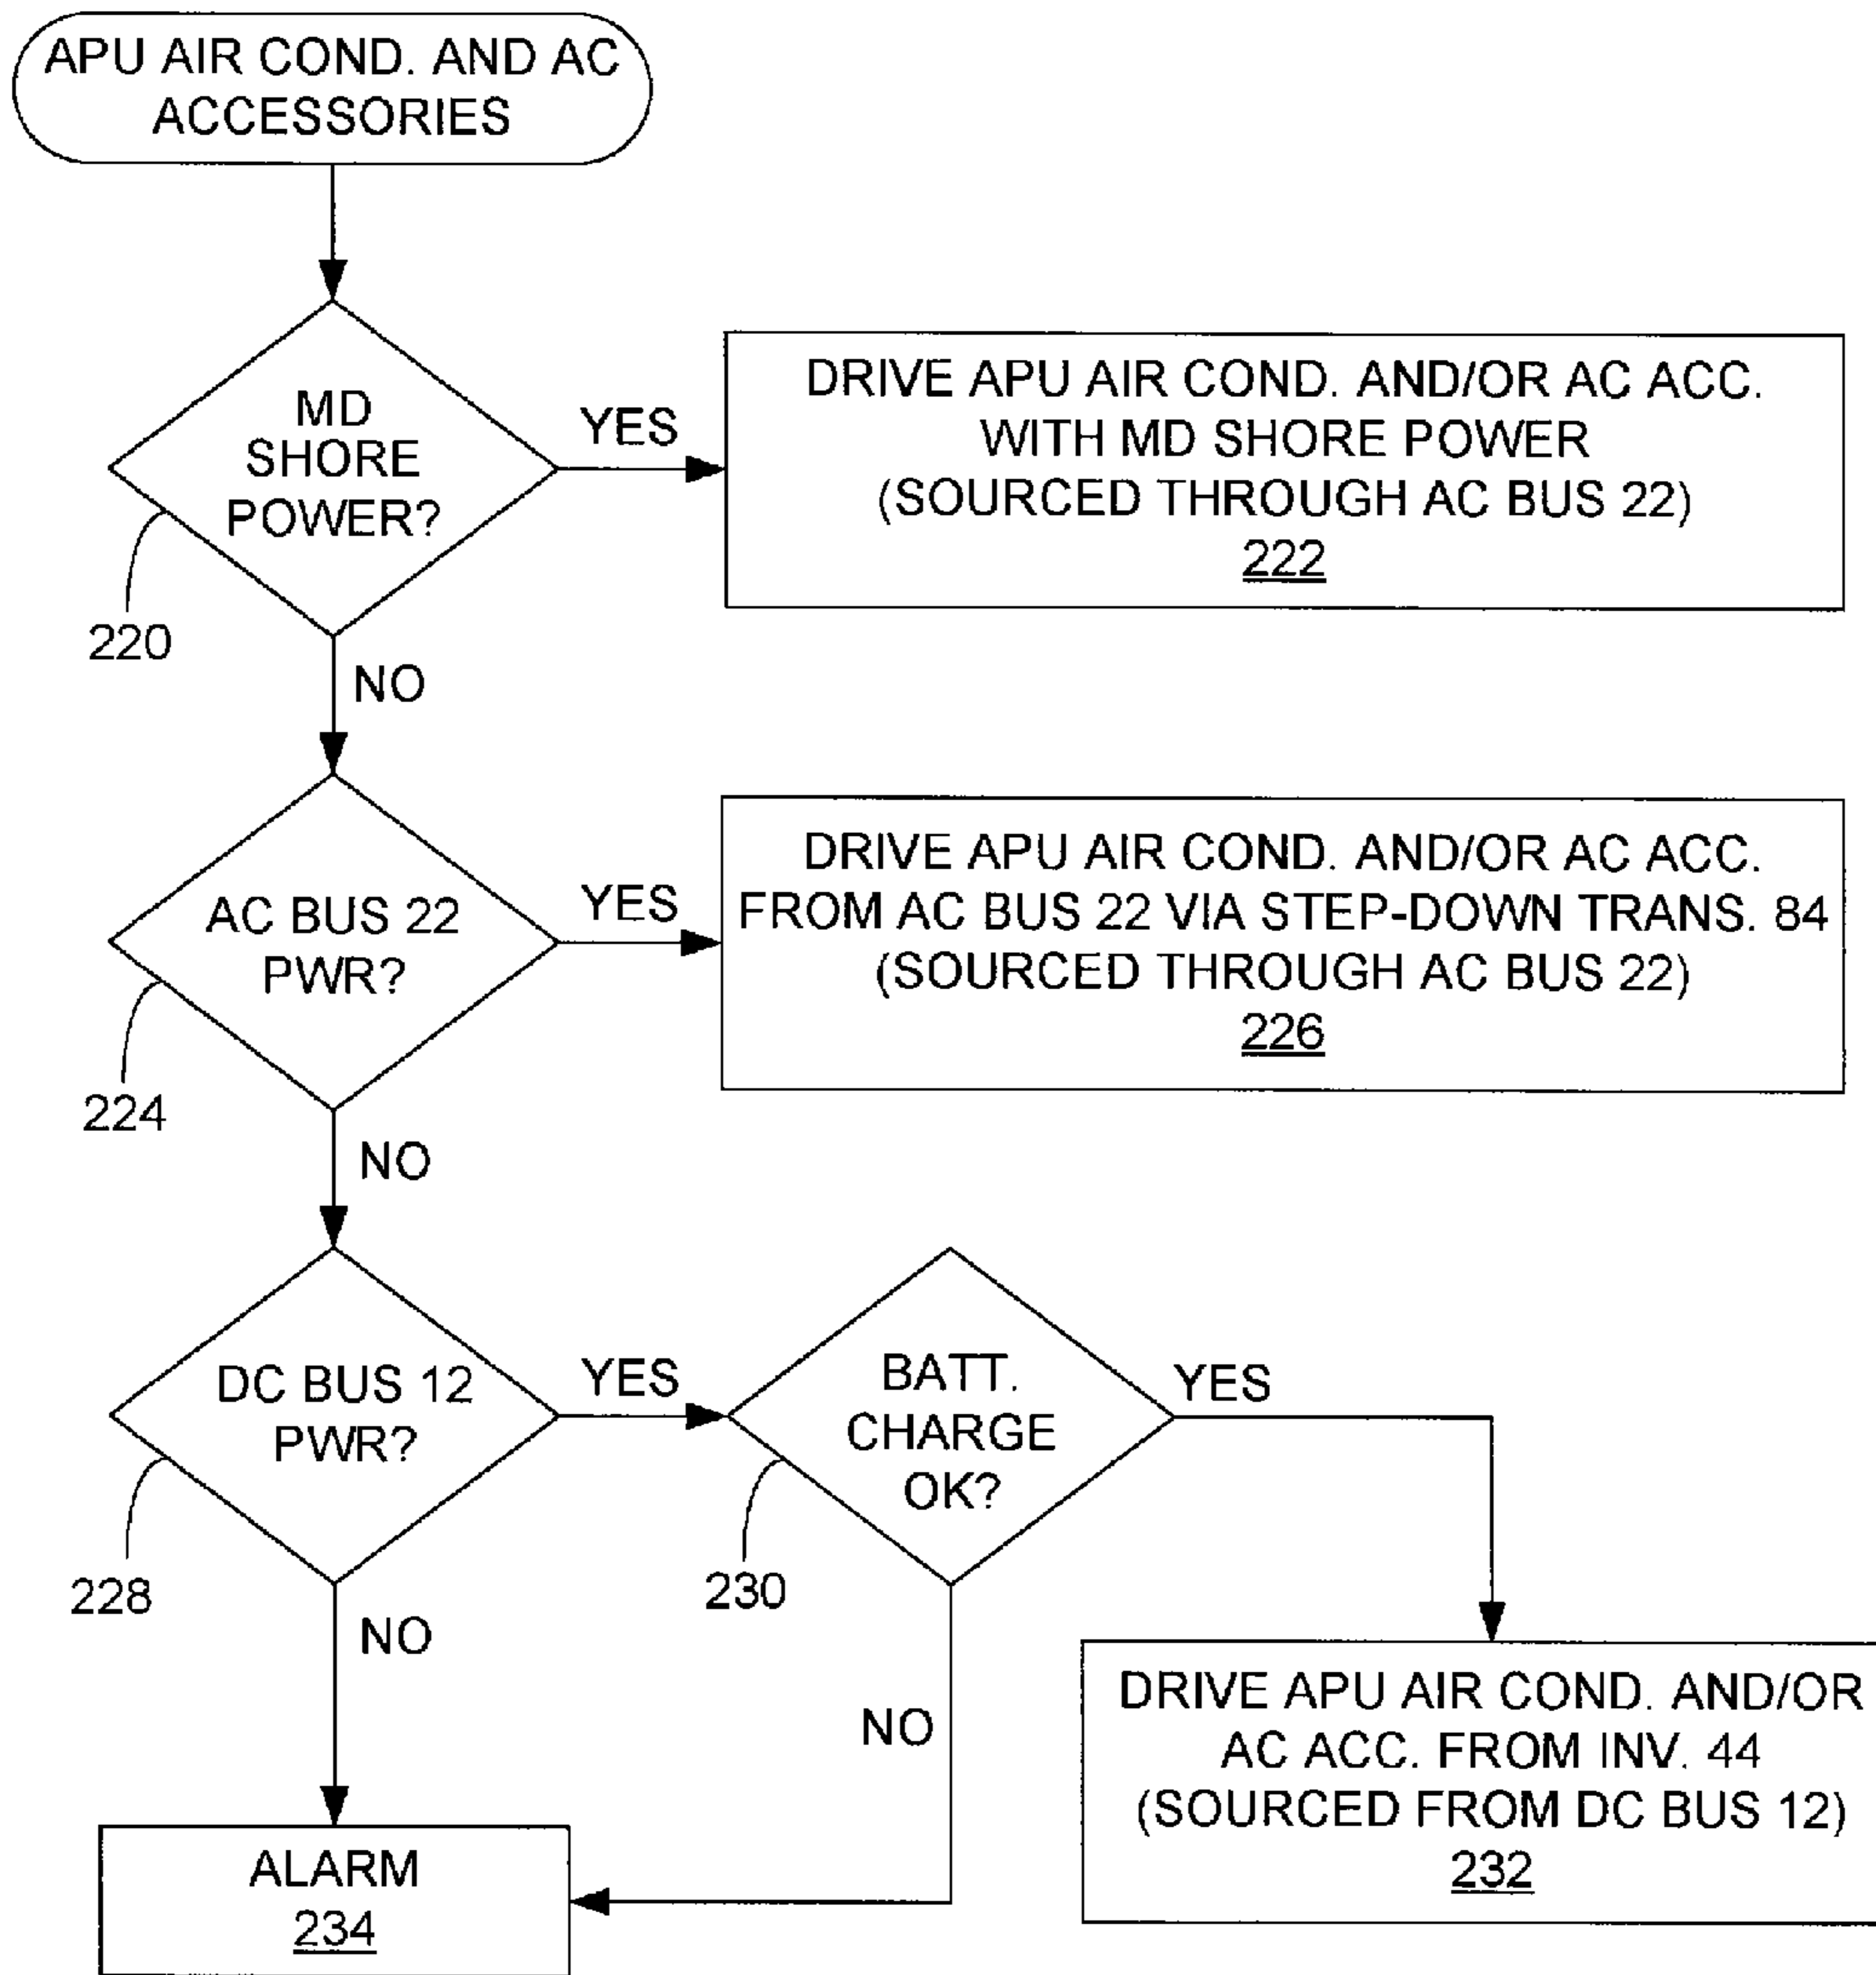 APU AIR COND. AND AC
ACCESSORIES
MD
SHORE
POWER?
220
YES
DRIVE APU AIR COND. AND/OR AC ACC.
WITH MD SHORE POWER
(SOURCED THROUGH AC BUS 22)
222
NO
AC BUS 22
PWR?
224
YES
DRIVE APU AIR COND. AND/OR AC ACC.
FROM AC BUS 22 VIA STEP-DOWN TRANS. 84
(SOURCED THROUGH AC BUS 22)
226
NO
DC BUS 12
PWR?
228
YES
BATT.
CHARGE
OK?
230
YES
NO
NO
DRIVE APU AIR COND. AND/OR
AC ACC. FROM INV. 44
(SOURCED FROM DC BUS 12)
232
ALARM
234